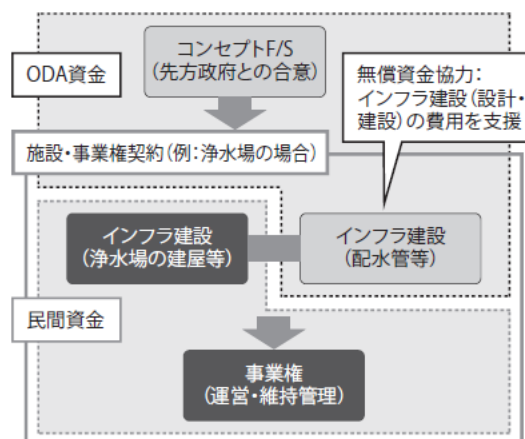 コンセプトF/S
(先方政府との合意)
ODA資金
無償資金協力:
インフラ建設(設計・
建設)の費用を支援
施設・事業権契約(例:浄水場の場合)
インフラ建設
(浄水場の建屋等)
インフラ建設
(配水管等)
民間資金
事業権
(運営・維持管理)